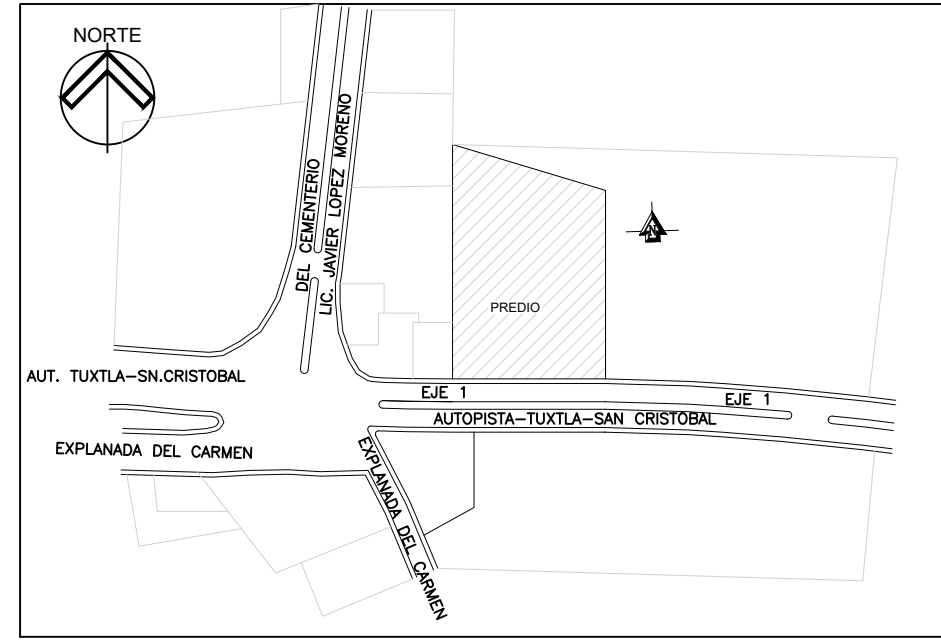 NORTE
DEL CEMENTERIO
LIC. JAVIER LOPEZ MORENO
N
PREDIO
AUT. TUXTLA-SN.CRISTOBAL
EJE 1
EJE 1
AUTOPISTA-TUXTLA-SAN CRISTOBAL
EXPLANADA DEL CARMEN
EXPLANADA DEL CARMEN